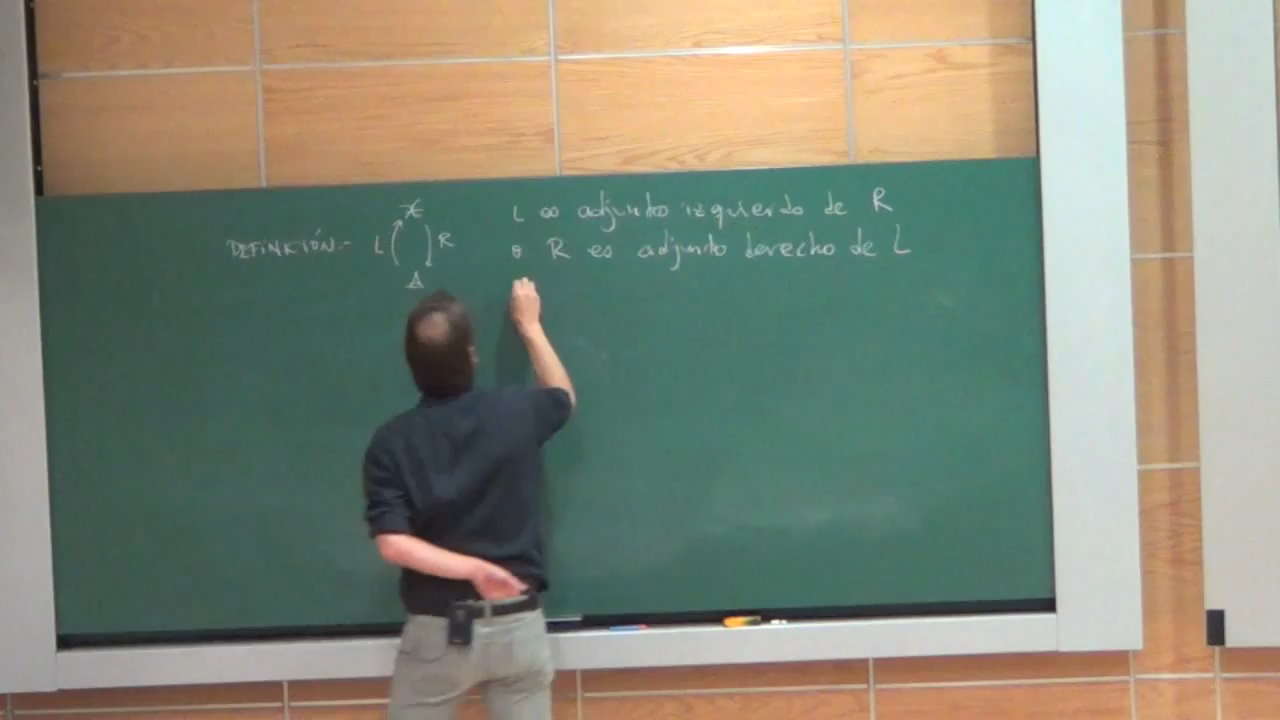 L es adjunto izquierdo de R
DEFINICIÓN.- L R
o R es adjunto derecho de L